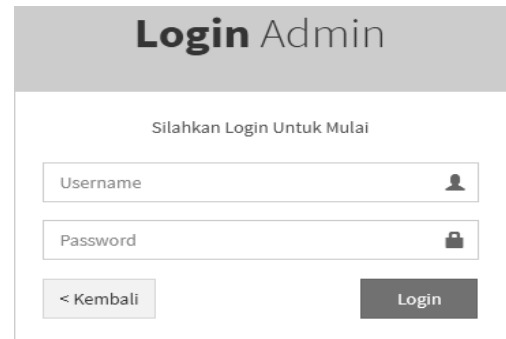 Login Admin
Silahkan Login Untuk Mulai
Username
Password
< Kembali
Login